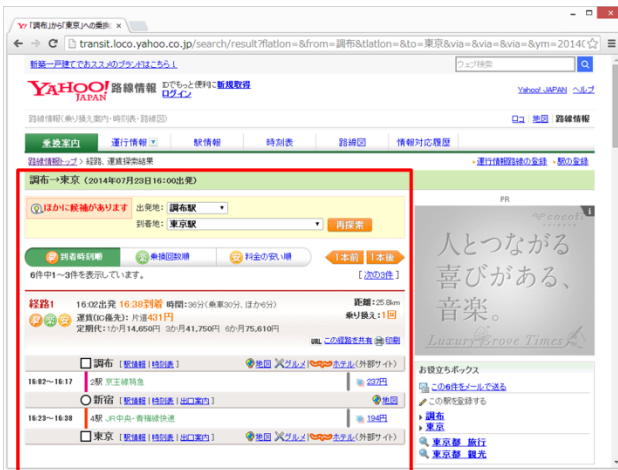 「調布」から「東京」への乗換
transit.loco.yahoo.co.jp/search/result?flatlon=&from=調布&tlatlon=&to=東京&via=&via=&via=&ym=2014
新築一戸建てでおススメのブランドはこちら!
ウェブ検索
YAHOO! JAPAN 路線情報 IDでもっと便利に新規取得
ログイン
Yahoo! JAPAN ヘルプ
路線情報(乗り換え案内・時刻表・路線図)
ロコ | 地図 | 路線情報
乗換案内 運行情報 駅情報 時刻表 路線図 情報対応履歴
路線情報トップ > 経路、運賃探索結果
運行情報路線の登録 駅の登録
調布→東京 (2014年07月23日16:00出発)
PR
ほかに候補があります 出発地: 調布駅
到着地: 東京駅 再探索
cocoti
人とつながる
喜びがある、
音楽。
Luxury Grove Times
到着時刻順 乗換回数順 料金の安い順 1本前 1本後
6件中1~3件を表示しています。 [次の3件]
経路1 16:02出発 16:38到着 時間:36分(乗車30分、ほか6分) 距離:25.8km
早 楽 安 運賃(IC優先): 片道431円 乗り換え:1回
定期代:1か月14,650円 3か月41,750円 6か月75,610円
URL この経路を共有 印刷
調布 [駅情報 | 時刻表] 地図 グルメ | ホテル(外部サイト)
16:02~16:17 2駅 京王線特急 237円
新宿 [駅情報 | 時刻表 | 出口案内] 地図
16:23~16:38 4駅 JR中央・青梅線快速 194円
東京 [駅情報 | 時刻表 | 出口案内] 地図 グルメ | ホテル(外部サイト)
お役立ちボックス
この6件をメールで送る
この駅を登録する
調布
東京
東京都 旅行
東京都 観光